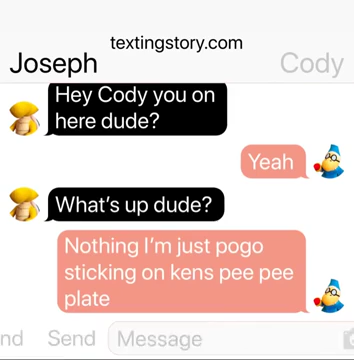 textingstory.com
Joseph
Cody
Hey Cody you on
here dude?
Yeah
What's up dude?
Nothing I'm just pogo
sticking on kens pee pee
plate
nd Send Message